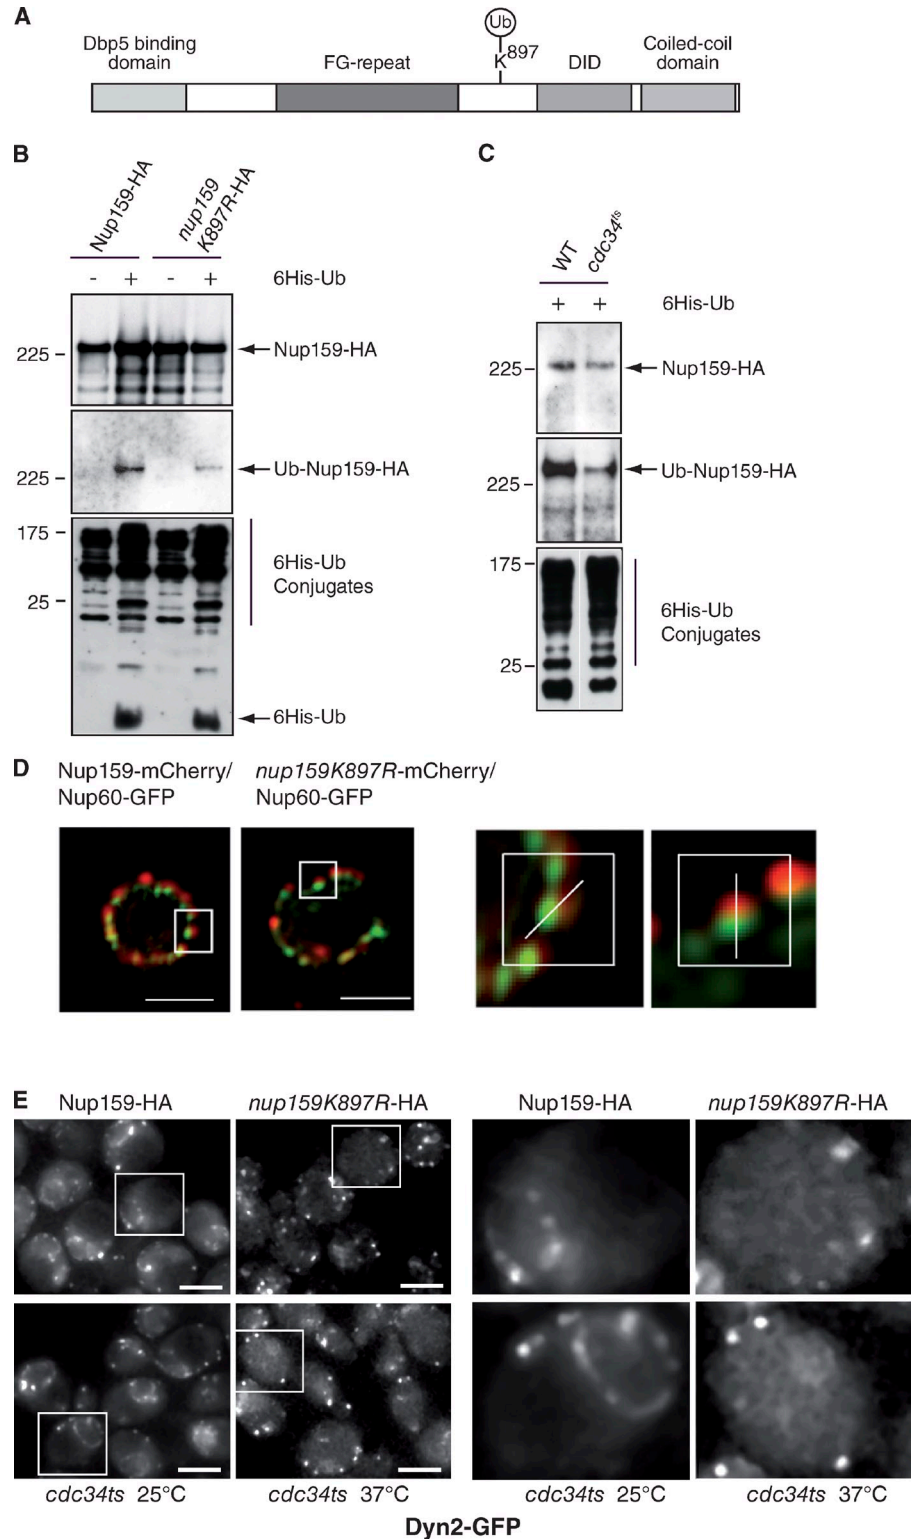 A
Ub
K897
Dbp5 binding
domain
FG-repeat
DID
Coiled-coil
domain
B
Nup159-HA
nup159
K897R-HA
- + - + 6His-Ub
225
Nup159-HA
225
Ub-Nup159-HA
175
25
6His-Ub
Conjugates
6His-Ub
C
WT
cdc34ts
+ + 6His-Ub
225
Nup159-HA
225
Ub-Nup159-HA
175
25
6His-Ub
Conjugates
D
Nup159-mCherry/
Nup60-GFP
nup159K897R-mCherry/
Nup60-GFP
E
Nup159-HA
nup159K897R-HA
Nup159-HA
nup159K897R-HA
cdc34ts 25°C
cdc34ts 37°C
cdc34ts 25°C
cdc34ts 37°C
Dyn2-GFP